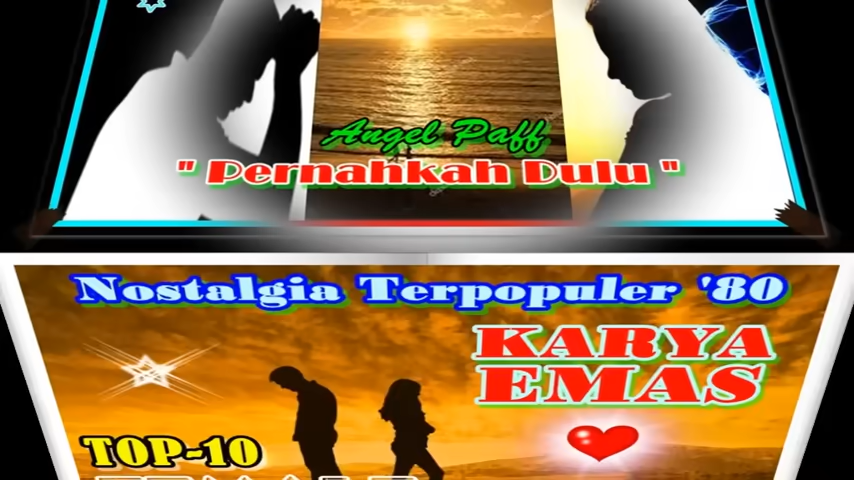 Angel Paff
" Pernahkah Dulu "
Nostalgia Terpopuler '80
KARYA
EMAS
TOP-10